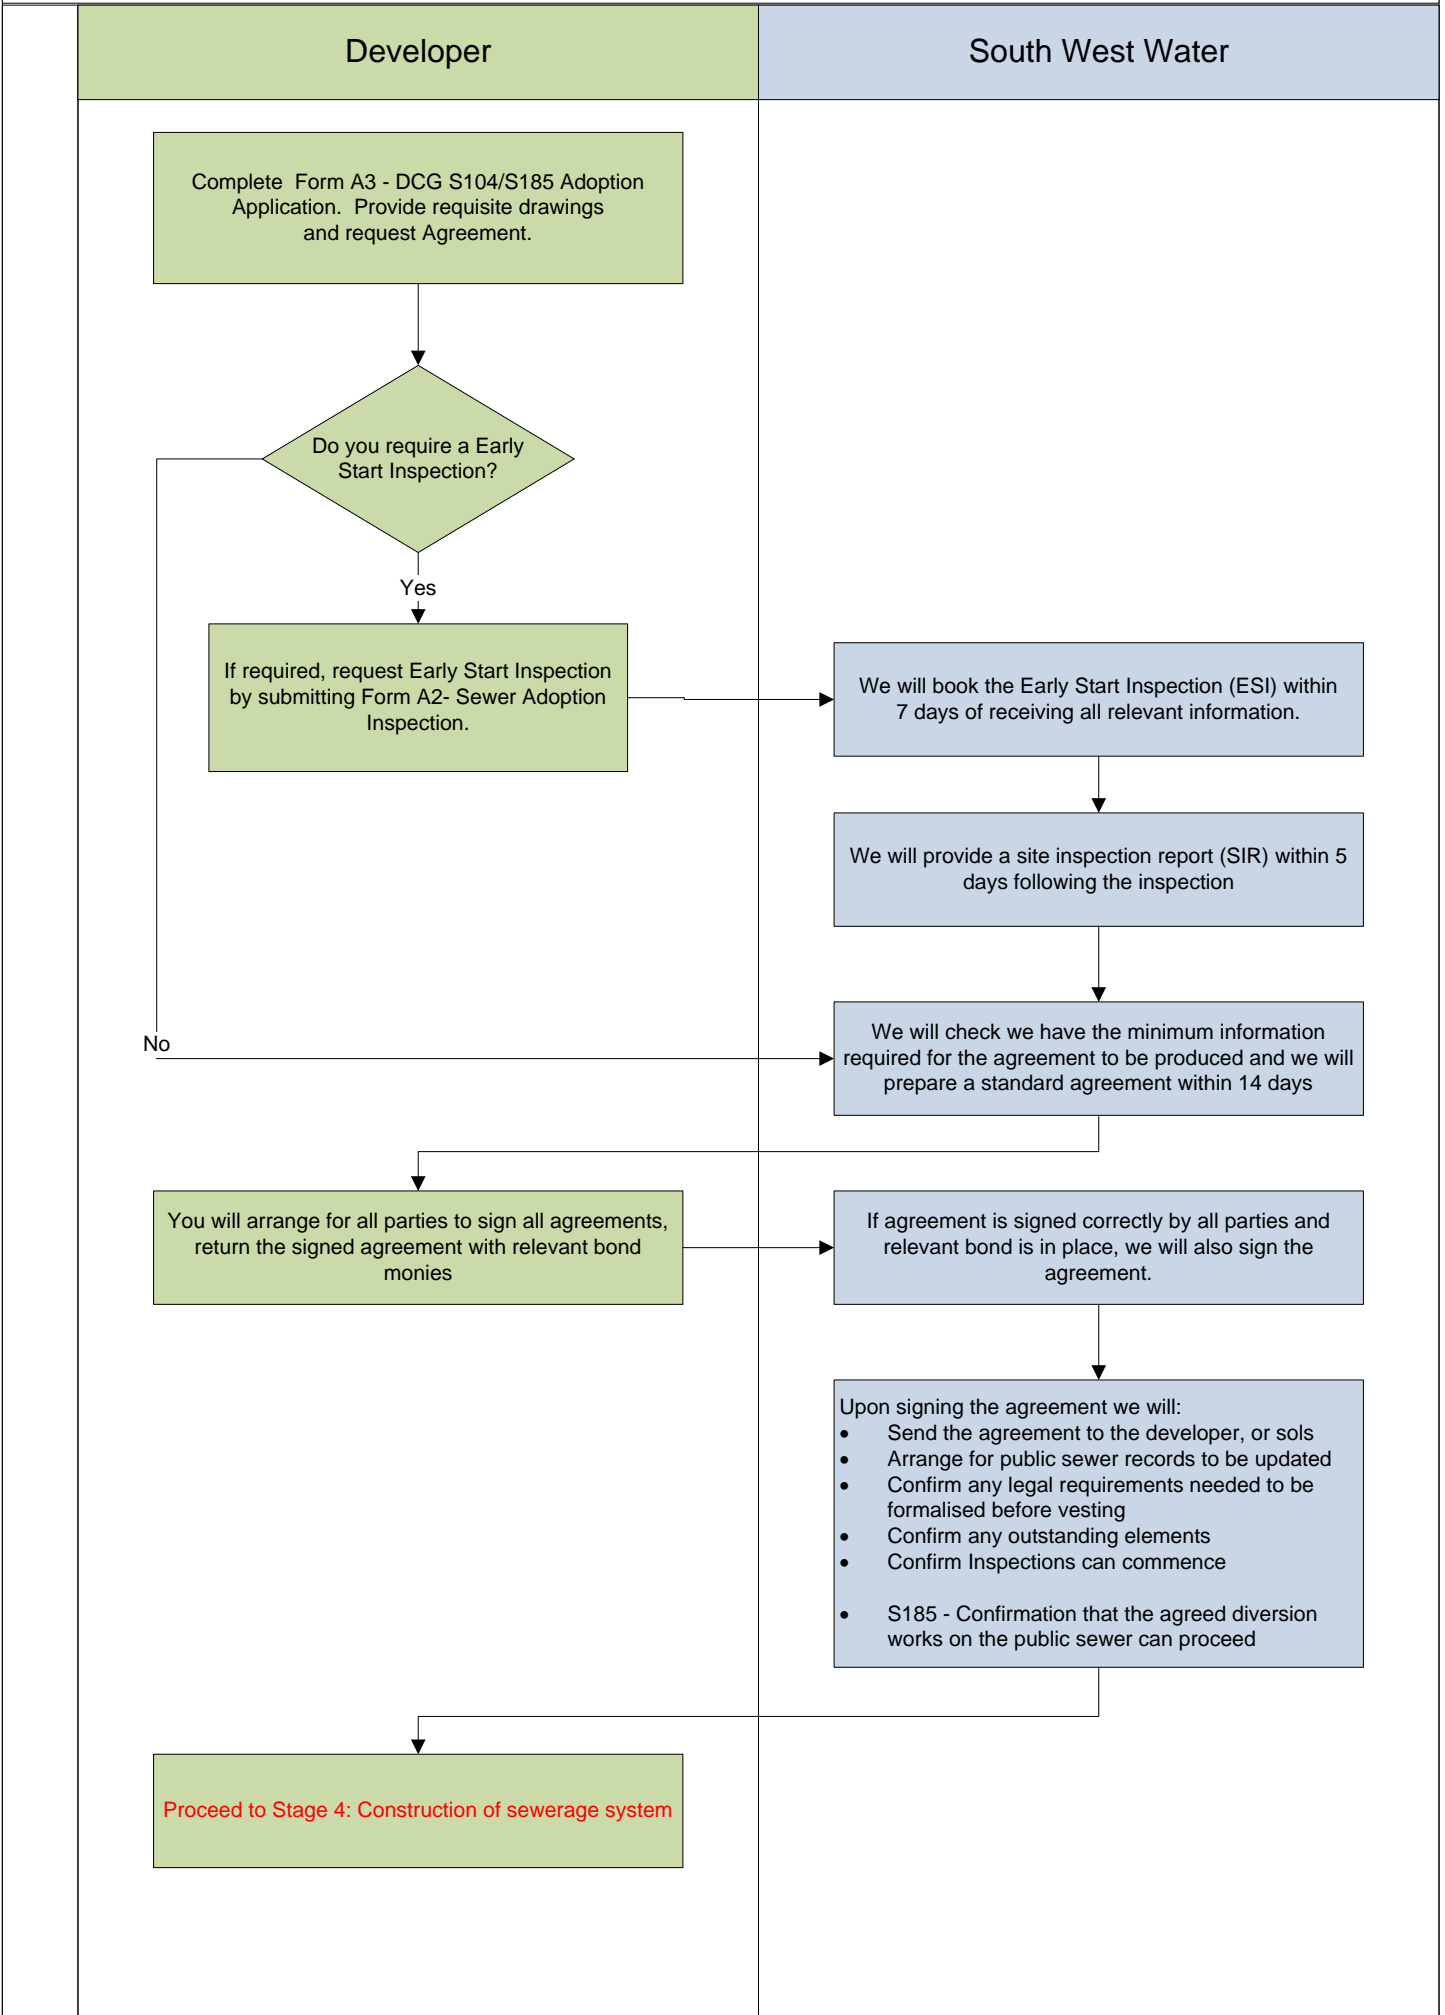 Developer
South West Water
Complete  Form A3 - DCG S104/S185 Adoption
Application.  Provide requisite drawings
and request Agreement.
Do you require a Early
Start Inspection?
Yes
If required, request Early Start Inspection
by submitting Form A2- Sewer Adoption
Inspection.
We will book the Early Start Inspection (ESI) within
7 days of receiving all relevant information.
We will provide a site inspection report (SIR) within 5
days following the inspection
No
We will check we have the minimum information
required for the agreement to be produced and we will
prepare a standard agreement within 14 days
You will arrange for all parties to sign all agreements,
return the signed agreement with relevant bond
monies
If agreement is signed correctly by all parties and
relevant bond is in place, we will also sign the
agreement.
Upon signing the agreement we will:
• Send the agreement to the developer, or sols
• Arrange for public sewer records to be updated
• Confirm any legal requirements needed to be
formalised before vesting
• Confirm any outstanding elements
• Confirm Inspections can commence
• S185 - Confirmation that the agreed diversion
works on the public sewer can proceed
Proceed to Stage 4: Construction of sewerage system